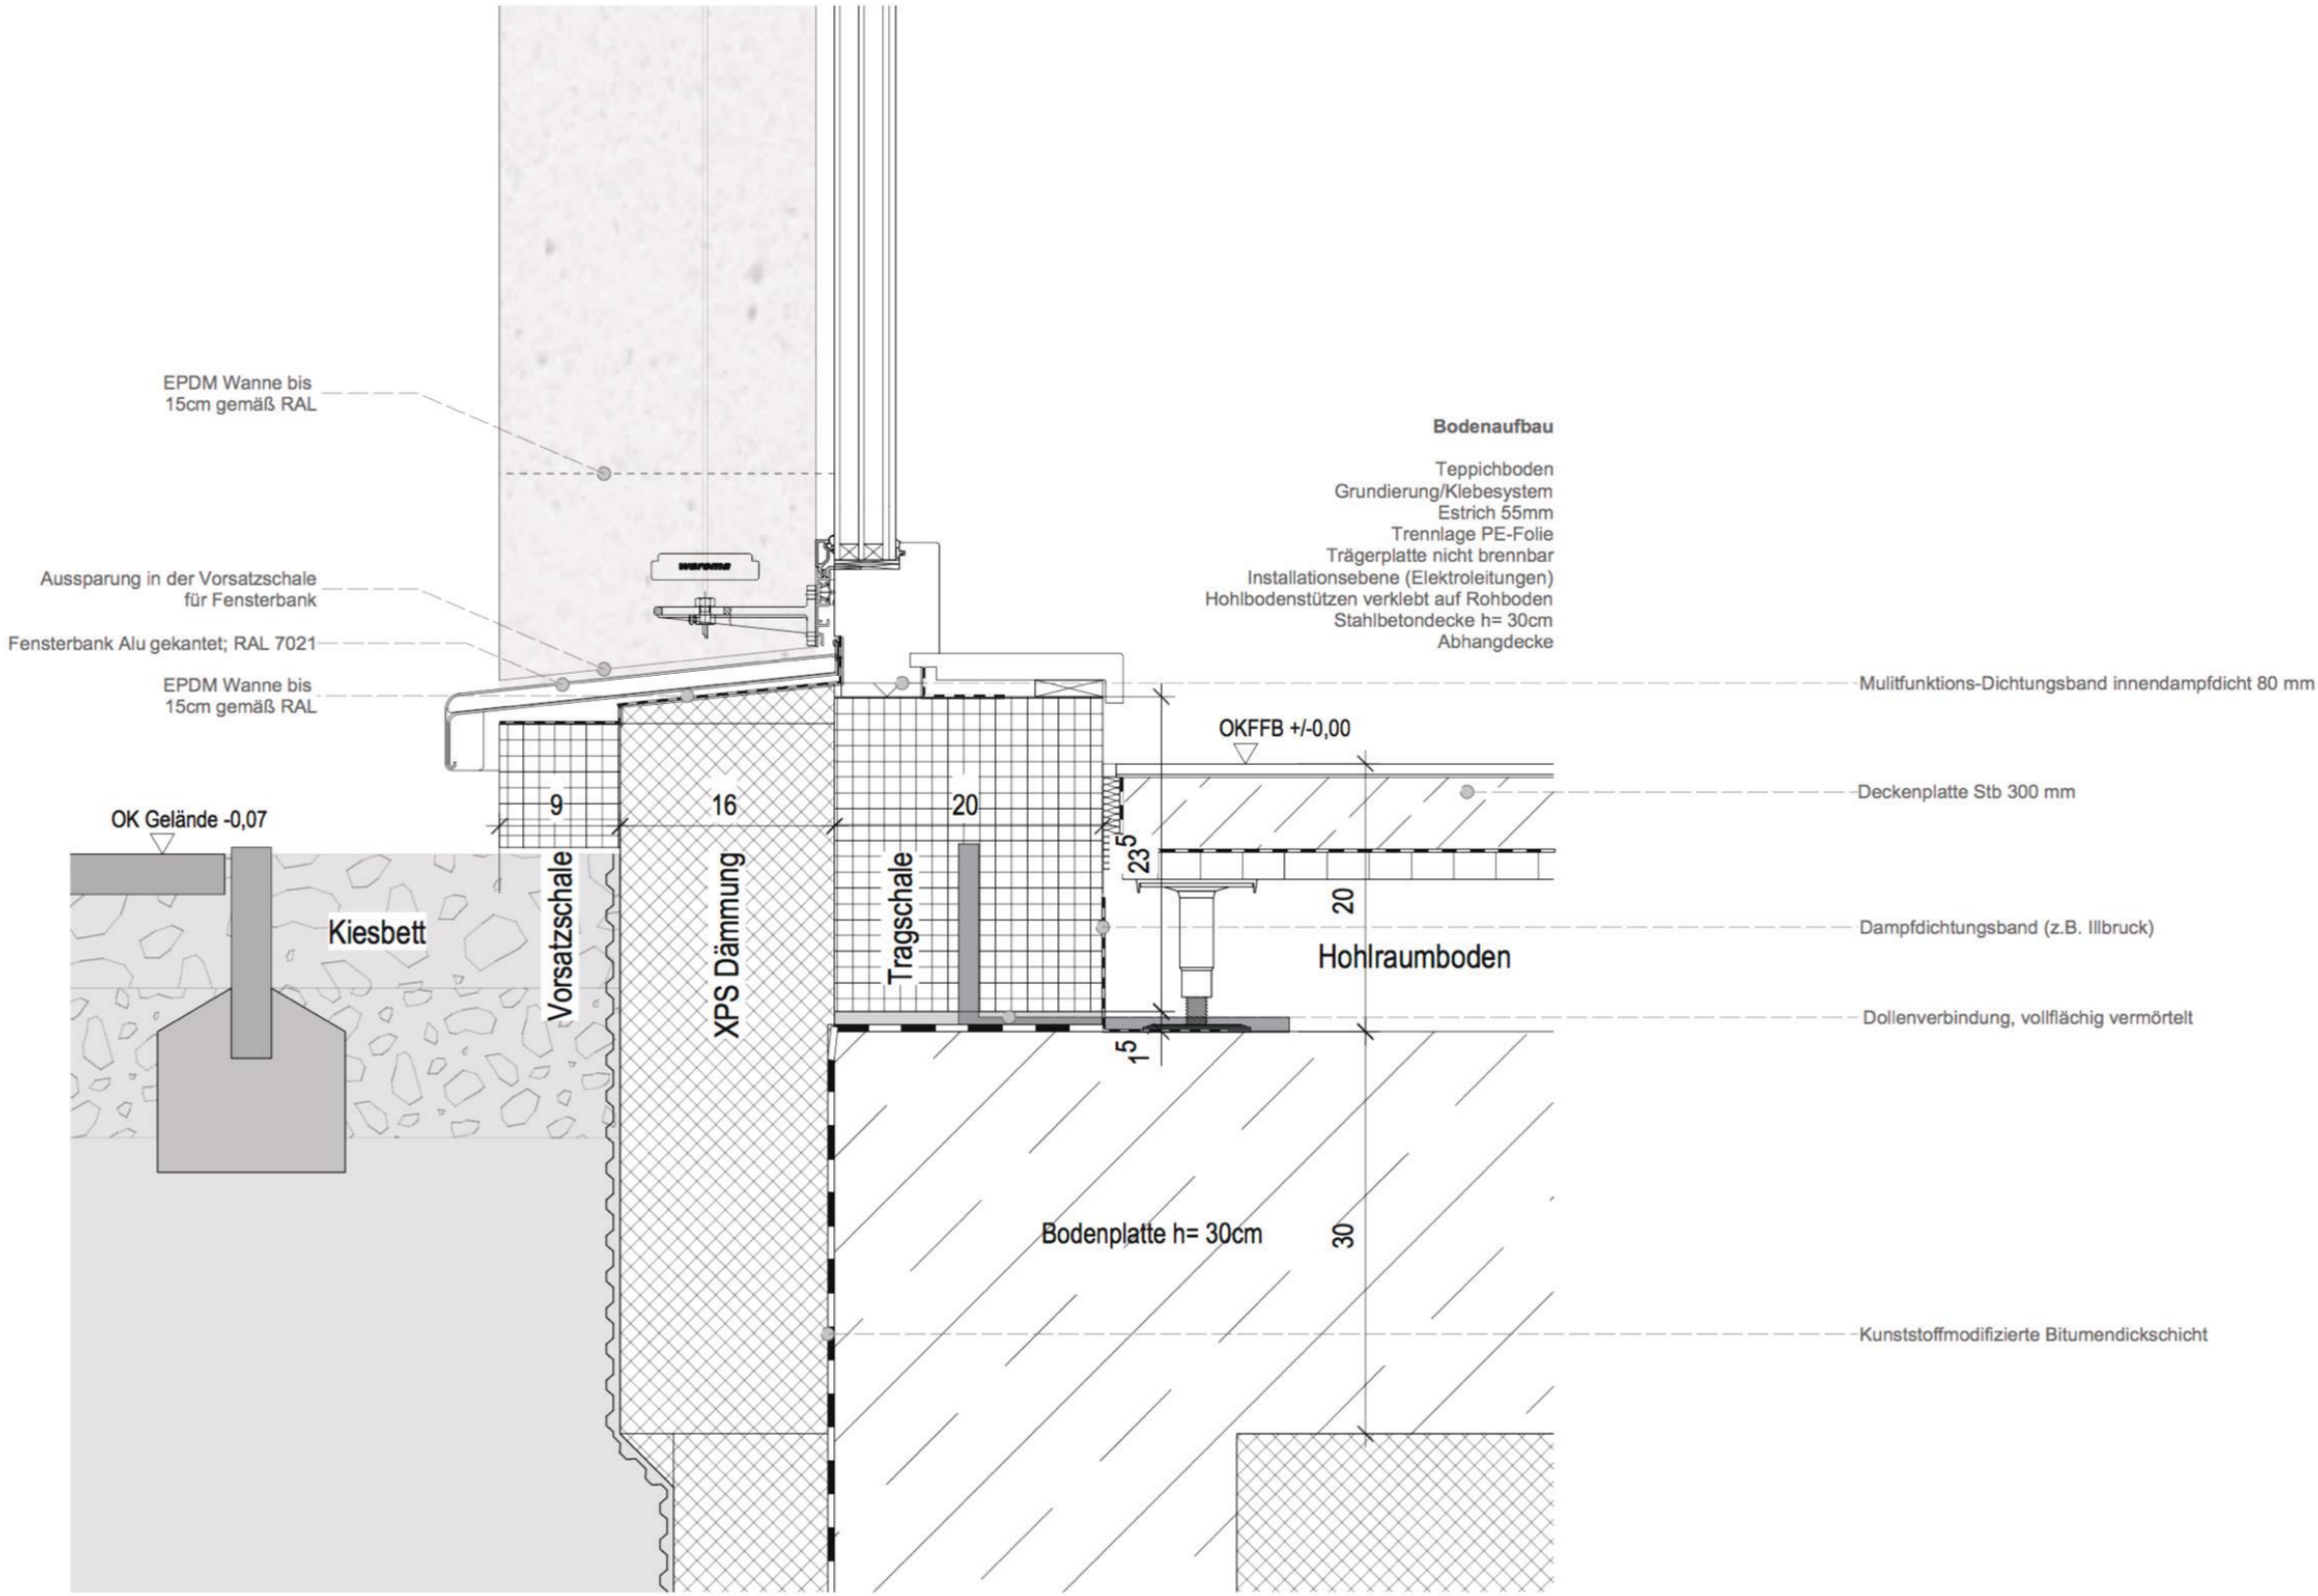 EPDM Wanne bis
15cm gemäß RAL
Aussparung in der Vorsatzschale
für Fensterbank
Fensterbank Alu gekantet; RAL 7021
EPDM Wanne bis
15cm gemäß RAL
warema
Bodenaufbau
Teppichboden
Grundierung/Klebesystem
Estrich 55mm
Trennlage PE-Folie
Trägerplatte nicht brennbar
Installationsebene (Elektroleitungen)
Hohlbodenstützen verklebt auf Rohboden
Stahlbetondecke h= 30cm
Abhangdecke
Mulitfunktions-Dichtungsband innendampfdicht 80 mm
OKFFB +/-0,00
Deckenplatte Stb 300 mm
OK Gelände -0,07
9
16
20
Kiesbett
Vorsatzschale
XPS Dämmung
Tragschale
23 5
20
Dampfdichtungsband (z.B. Illbruck)
Hohlraumboden
Dollenverbindung, vollflächig vermörtelt
1 5
Bodenplatte h= 30cm
30
Kunststoffmodifizierte Bitumendickschicht